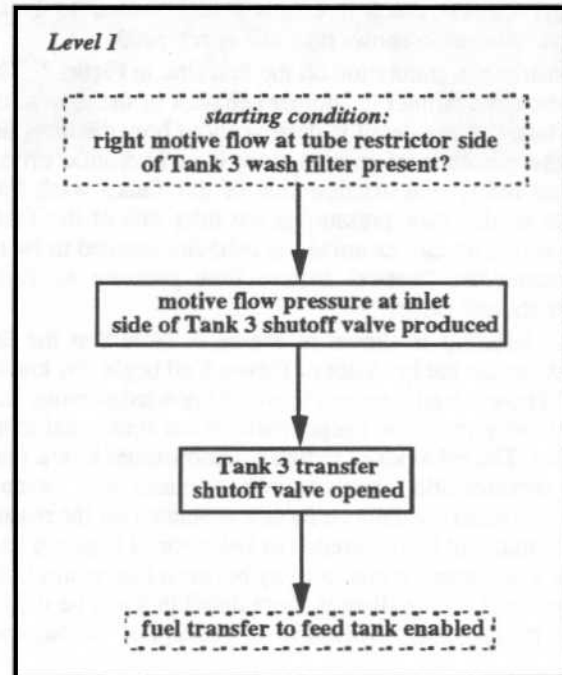 Level 1
starting condition:
right motive flow at tube restrictor side
of Tank 3 wash filter present?
motive flow pressure at inlet
side of Tank 3 shutoff valve produced
Tank 3 transfer
shutoff valve opened
fuel transfer to feed tank enabled